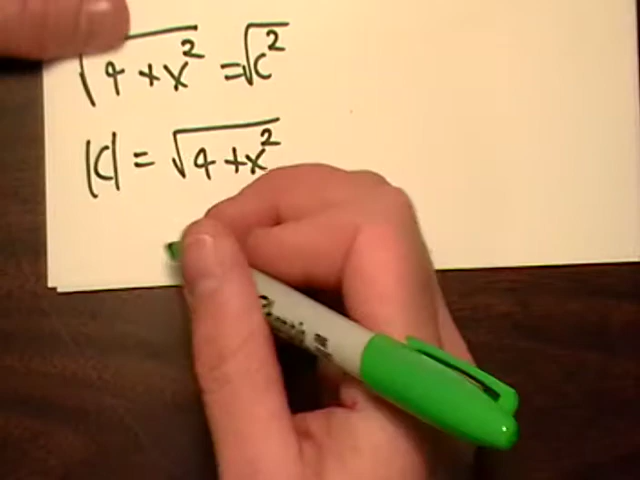 √4+x² = √c²
|c| = √4+x²